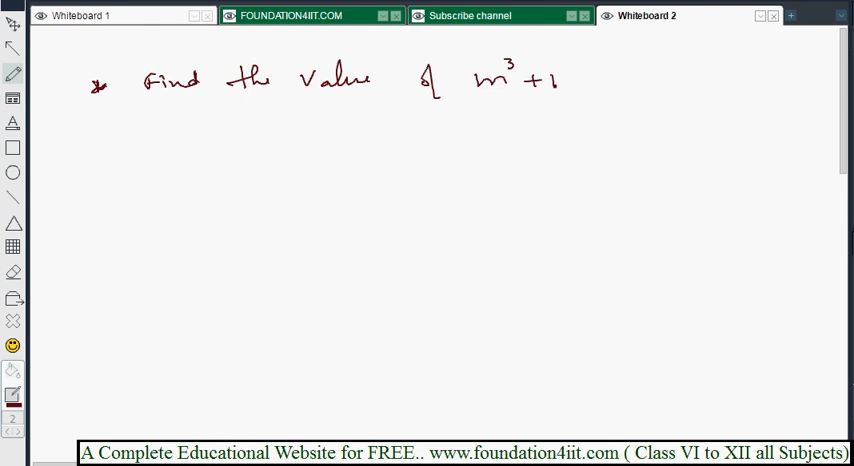 Whiteboard 1 FOUNDATION4IIT.COM Subscribe channel Whiteboard 2
* Find the value of m³ + 1
2
A Complete Educational Website for FREE.. www.foundation4iit.com ( Class VI to XII all Subjects)